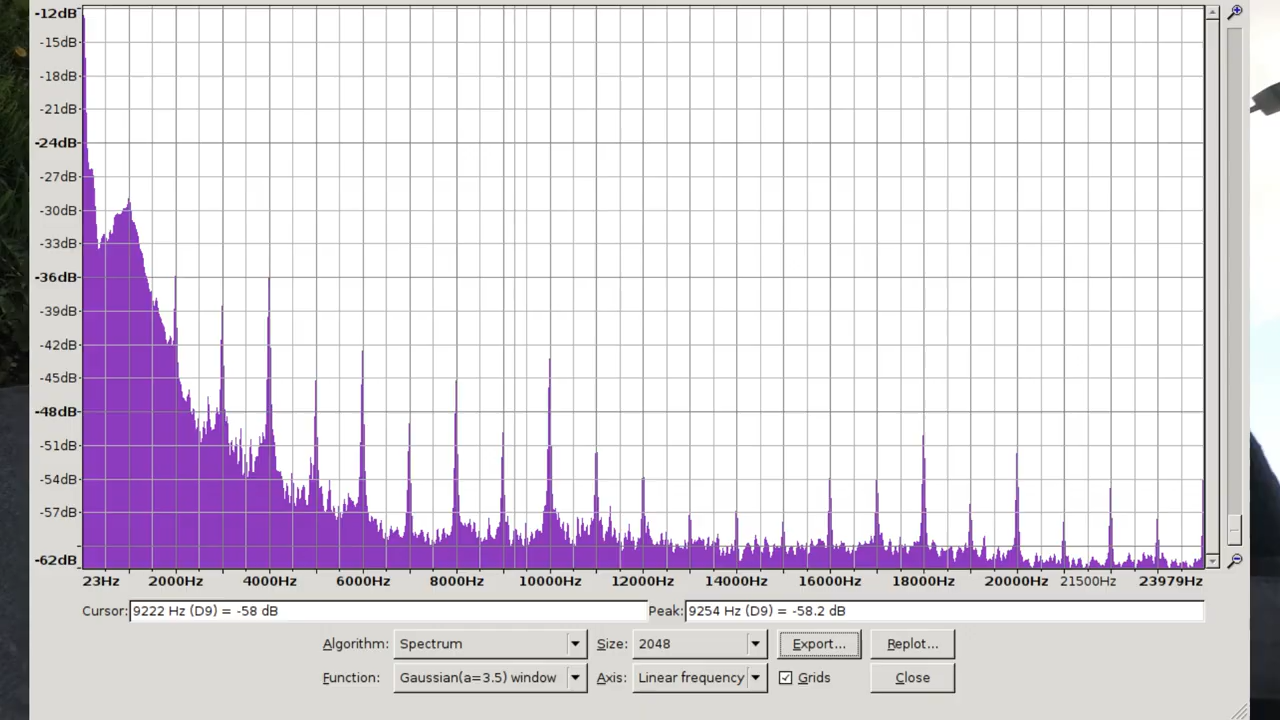 -12dB
-15dB
-18dB
-21dB
-24dB
-27dB
-30dB
-33dB
-36dB
-39dB
-42dB
-45dB
-48dB
-51dB
-54dB
-57dB
-62dB
23Hz 2000Hz 4000Hz 6000Hz 8000Hz 10000Hz 12000Hz 14000Hz 16000Hz 18000Hz 20000Hz 21500Hz 23979Hz
Cursor: 9222 Hz (D9) = -58 dB Peak: 9254 Hz (D9) = -58.2 dB
Algorithm: Spectrum Size: 2048 Export... Replot...
Function: Gaussian(a=3.5) window Axis: Linear frequency Grids Close